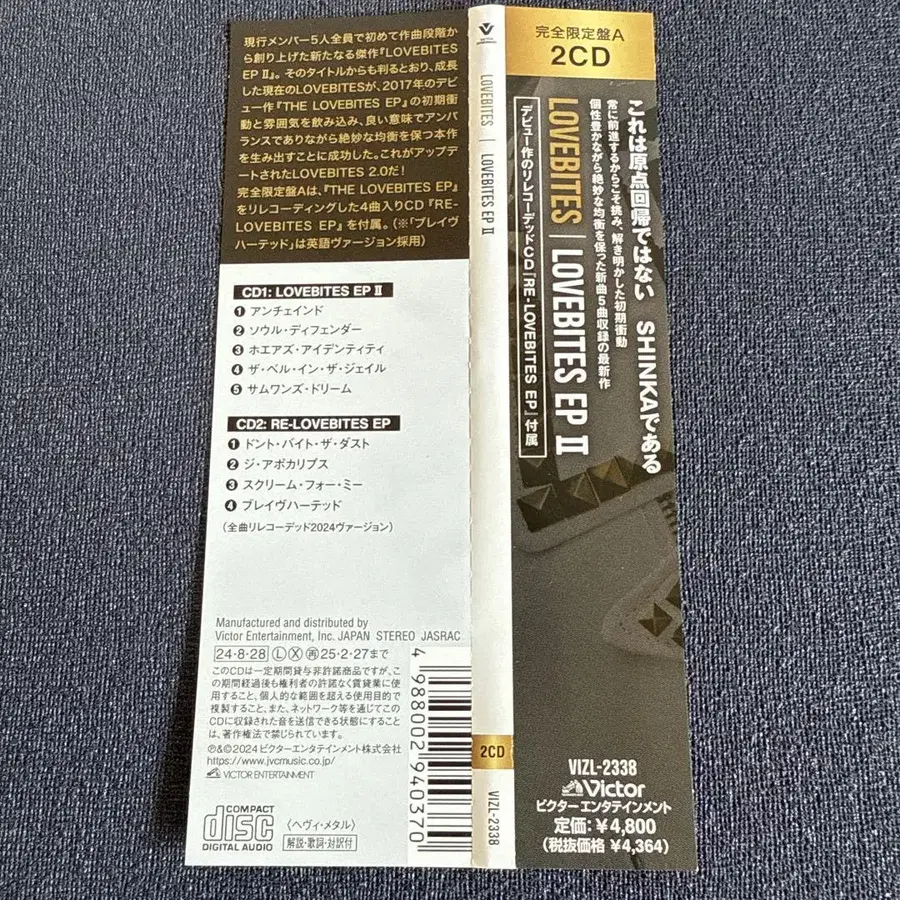 現行メンバー5人全員で初めて作曲段階か
ら創り上げた新たなる傑作『LOVEBITES
EP Ⅱ』。そのタイトルからも判るとおり、成長
した現在のLOVEBITESが、2017年のデビ
ュー作『THE LOVEBITES EP』の初期衝
動と雰囲気を飲み込み、良い意味でアンバ
ランスでありながら絶妙な均衡を保つ本作
を生み出すことに成功した。これがアップデ
ートされたLOVEBITES 2.0だ!
完全限定盤Aは、『THE LOVEBITES EP』
をリレコーディングした4曲入りCD『RE-
LOVEBITES EP』を付属。(※「ブレイヴ
ハーテッド」は英語ヴァージョン採用)
CD1: LOVEBITES EP Ⅱ
❶ アンチェインド
❷ ソウル・ディフェンダー
❸ ホエアズ・アイデンティティ
❹ ザ・ベル・イン・ザ・ジェイル
❺ サムワンズ・ドリーム
CD2: RE-LOVEBITES EP
❶ ドント・バイト・ザ・ダスト
❷ ジ・アポカリプス
❸ スクリーム・フォー・ミー
❹ ブレイヴハーテッド
(全曲リレコーデッド2024ヴァージョン)
Manufactured and distributed by
Victor Entertainment, Inc. JAPAN STEREO JASRAC
24・8・28 Ⓛ Ⓧ ㊞25・2・27まで
このCDは一定期間貸与非許諾商品ですが、こ
の期間経過後も権利者の許諾なく賃貸業に
使用すること、個人的な範囲を超える使用目的で
複製すること、また、ネットワーク等を通じてこの
CDに収録された音を送信できる状態にすること
は、著作権法で禁じられています。
Ⓟ&©2024 ビクターエンタテインメント株式会社
https://www.jvcmusic.co.jp/
VICTOR ENTERTAINMENT
COMPACT
disc
DIGITAL AUDIO
〈ヘヴィ・メタル〉
解説・歌詞・対訳付
4 988002 940370
LOVEBITES | LOVEBITES EP Ⅱ
2CD
VIZL-2338
完全限定盤A
2CD
これは原点回帰ではない SHINKAである
常に前進するからこそ挑み、解き明かした初期衝動
個性豊かながら絶妙な均衡を保った新曲5曲収録の最新作
LOVEBITES | LOVEBITES EP Ⅱ
デビュー作のリレコーデッドCD「RE-LOVEBITES EP」付属
VIZL-2338
Victor
ビクターエンタテインメント
定価:¥4,800
(税抜価格 ¥4,364)